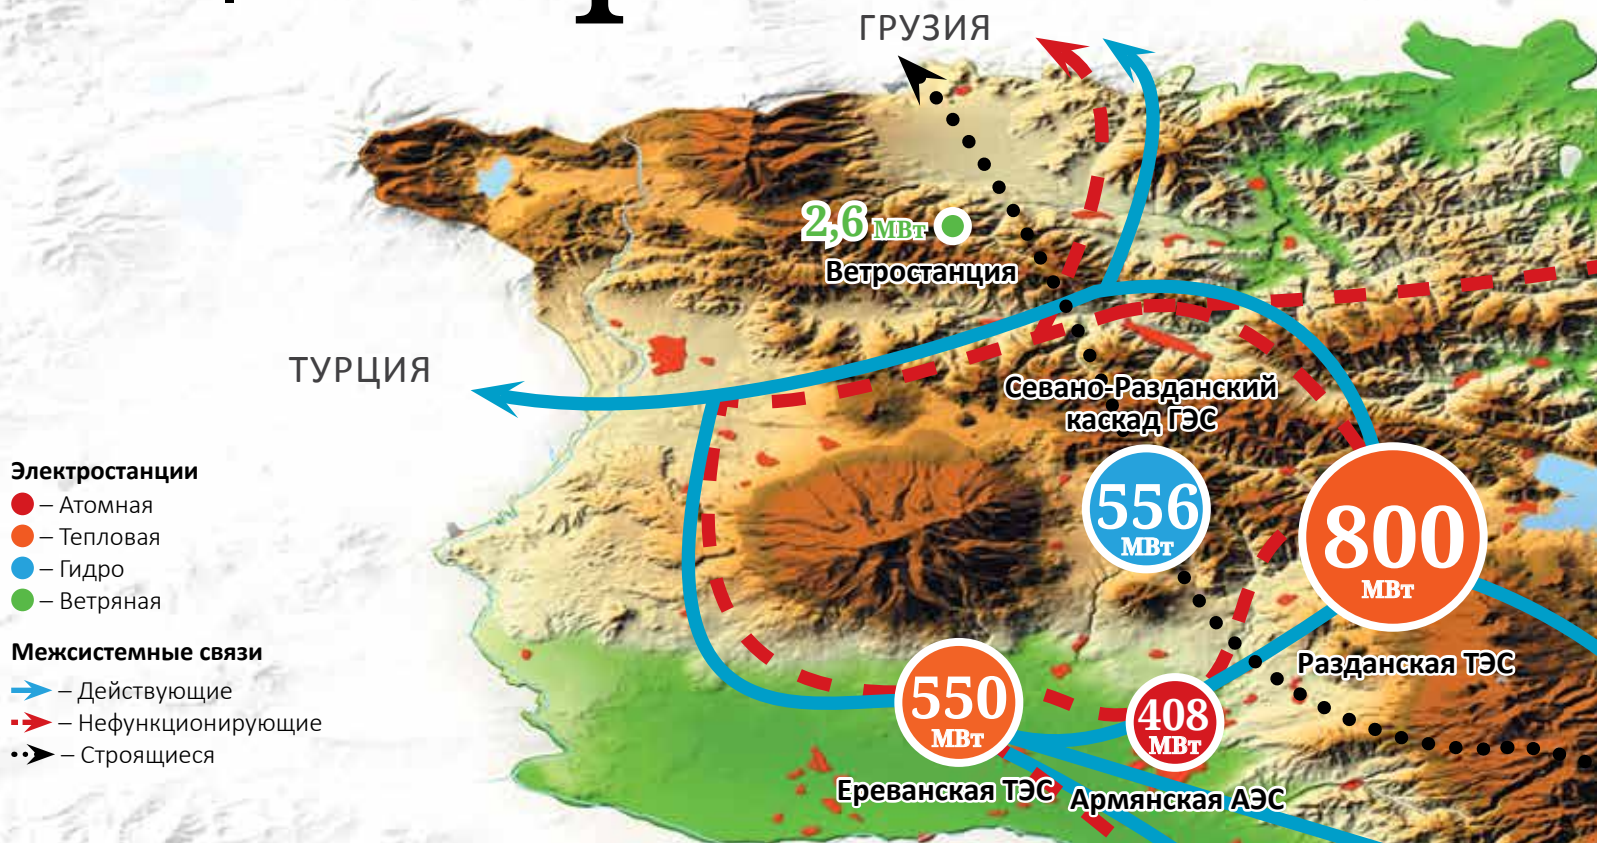 ГРУЗИЯ
2,6 МВт
Ветростанция
ТУРЦИЯ
Севано-Разданский
каскад ГЭС
556
МВт
800
МВт
Разданская ТЭС
550
МВт
Ереванская ТЭС
408
МВт
Армянская АЭС
Электростанции
– Атомная
– Тепловая
– Гидро
– Ветряная
Межсистемные связи
– Действующие
– Нефункционирующие
– Строящиеся